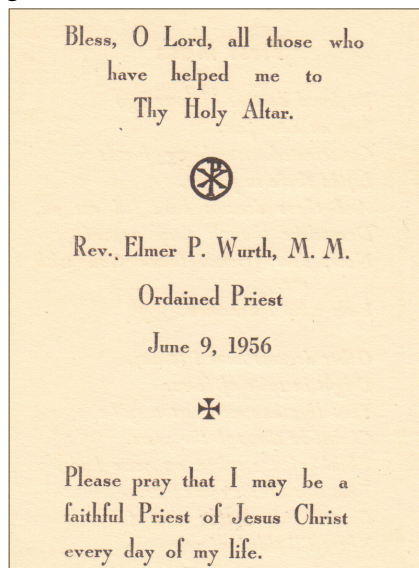 Bless, O Lord, all those who
have helped me to
Thy Holy Altar.
Rev. Elmer P. Wurth, M. M.
Ordained Priest
June 9, 1956
Please pray that I may be a
faithful Priest of Jesus Christ
every day of my life.